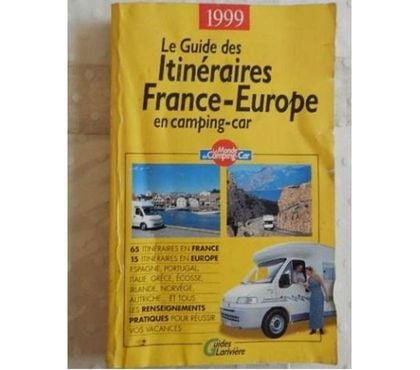 1999
Le Guide des
Itinéraires
France-Europe
en camping-car
Le Monde
du Camping-Car
65 ITINÉRAIRES EN FRANCE
15 ITINÉRAIRES EN EUROPE
ESPAGNE, PORTUGAL,
ITALIE, GRÈCE, ÉCOSSE,
IRLANDE, NORVÈGE,
AUTRICHE... ET TOUS
LES RENSEIGNEMENTS
PRATIQUES POUR RÉUSSIR
VOS VACANCES
Guides
Larivière